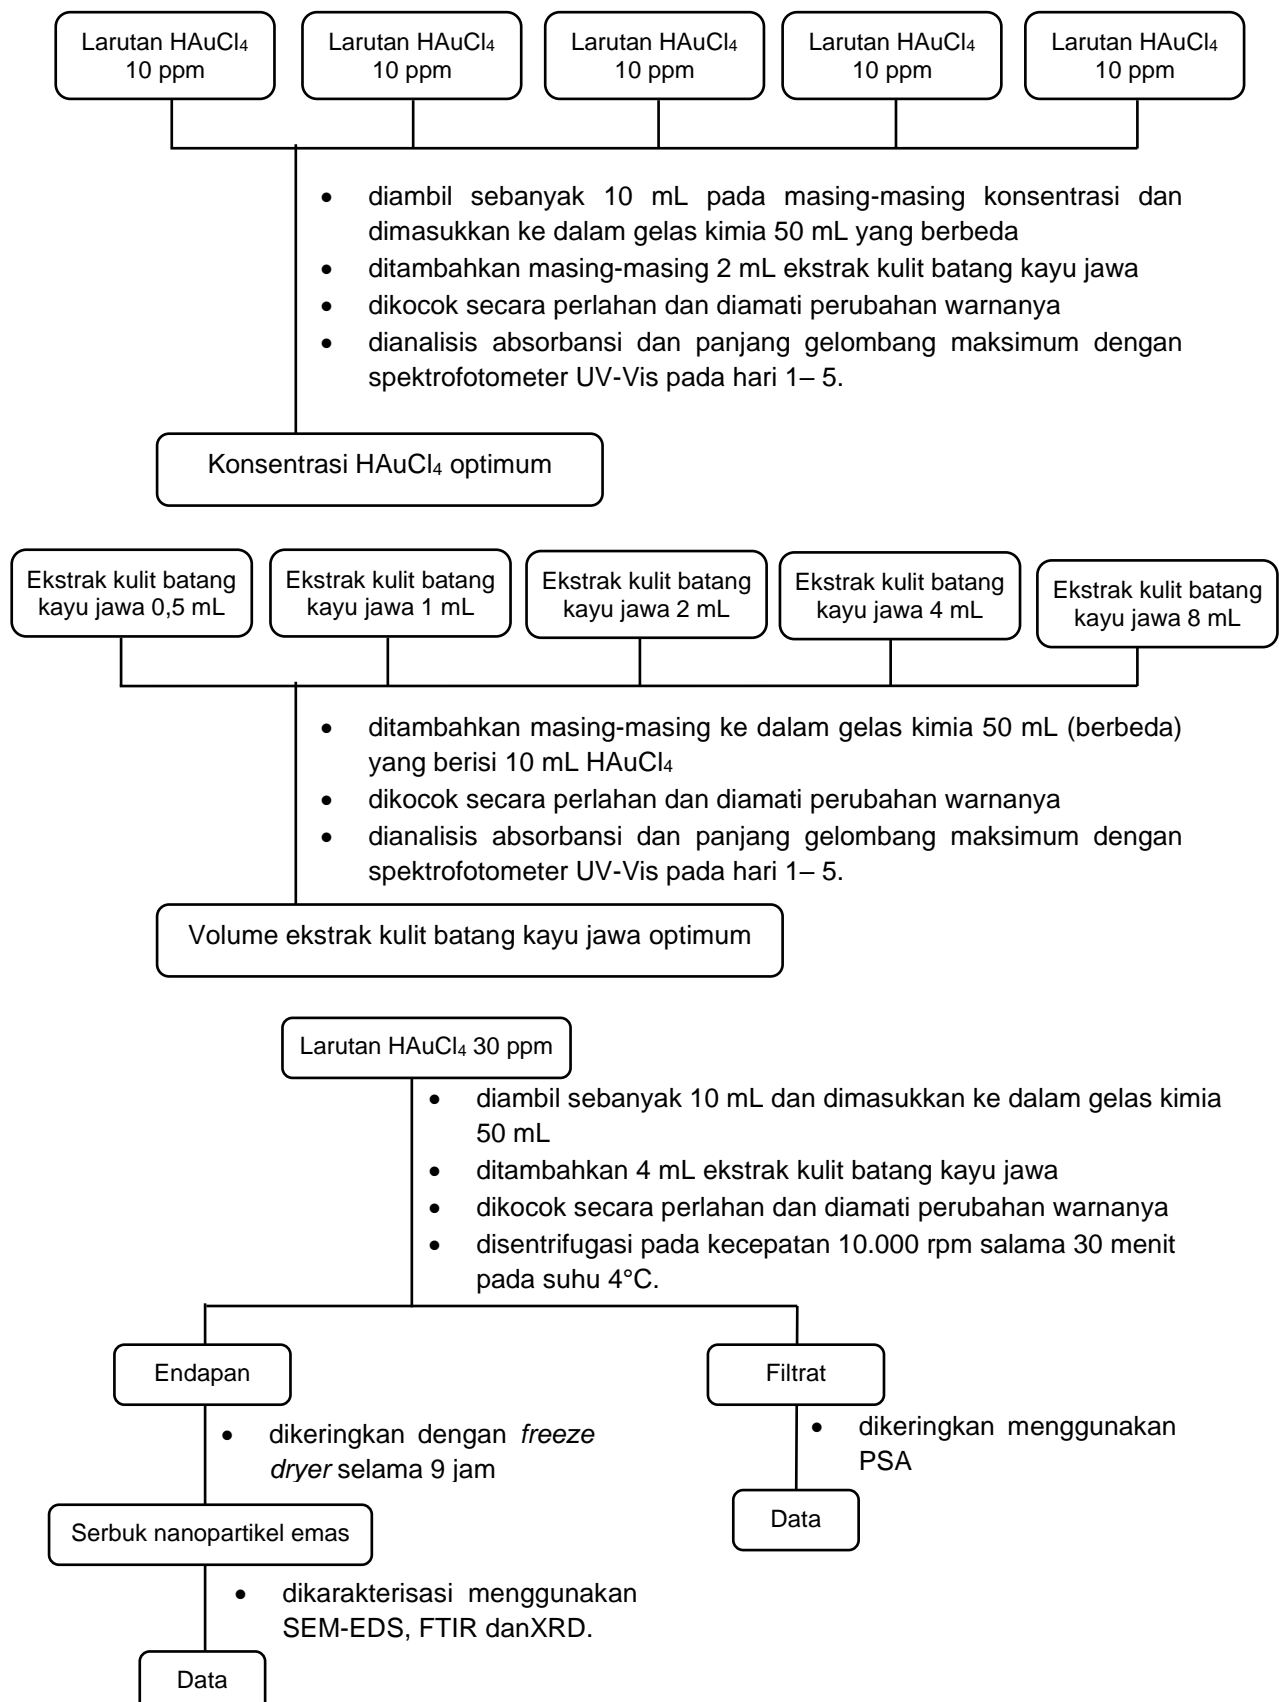 Larutan HAuCl₄
10 ppm
Larutan HAuCl₄
10 ppm
Larutan HAuCl₄
10 ppm
Larutan HAuCl₄
10 ppm
Larutan HAuCl₄
10 ppm
• diambil sebanyak 10 mL pada masing-masing konsentrasi dan
dimasukkan ke dalam gelas kimia 50 mL yang berbeda
• ditambahkan masing-masing 2 mL ekstrak kulit batang kayu jawa
• dikocok secara perlahan dan diamati perubahan warnanya
• dianalisis absorbansi dan panjang gelombang maksimum dengan
spektrofotometer UV-Vis pada hari 1– 5.
Konsentrasi HAuCl₄ optimum
Ekstrak kulit batang
kayu jawa 0,5 mL
Ekstrak kulit batang
kayu jawa 1 mL
Ekstrak kulit batang
kayu jawa 2 mL
Ekstrak kulit batang
kayu jawa 4 mL
Ekstrak kulit batang
kayu jawa 8 mL
• ditambahkan masing-masing ke dalam gelas kimia 50 mL (berbeda)
yang berisi 10 mL HAuCl₄
• dikocok secara perlahan dan diamati perubahan warnanya
• dianalisis absorbansi dan panjang gelombang maksimum dengan
spektrofotometer UV-Vis pada hari 1– 5.
Volume ekstrak kulit batang kayu jawa optimum
Larutan HAuCl₄ 30 ppm
• diambil sebanyak 10 mL dan dimasukkan ke dalam gelas kimia
50 mL
• ditambahkan 4 mL ekstrak kulit batang kayu jawa
• dikocok secara perlahan dan diamati perubahan warnanya
• disentrifugasi pada kecepatan 10.000 rpm salama 30 menit
pada suhu 4°C.
Endapan
Filtrat
• dikeringkan dengan freeze
dryer selama 9 jam
• dikeringkan menggunakan
PSA
Serbuk nanopartikel emas
Data
• dikarakterisasi menggunakan
SEM-EDS, FTIR danXRD.
Data